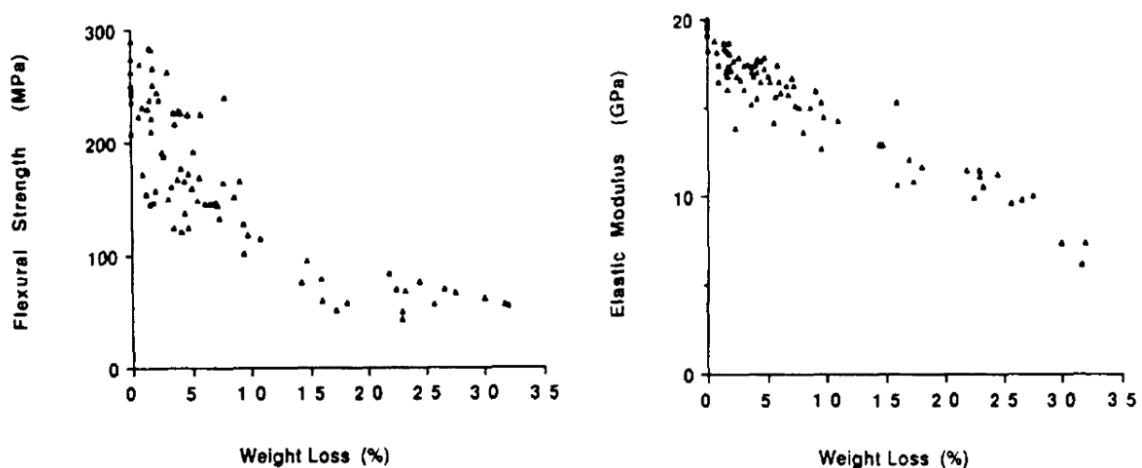 Flexural Strength (MPa)
300
200
100
0
0 5 10 15 20 25 30 35
Weight Loss (%)
Elastic Modulus (GPa)
20
10
0
0 5 10 15 20 25 30 35
Weight Loss (%)